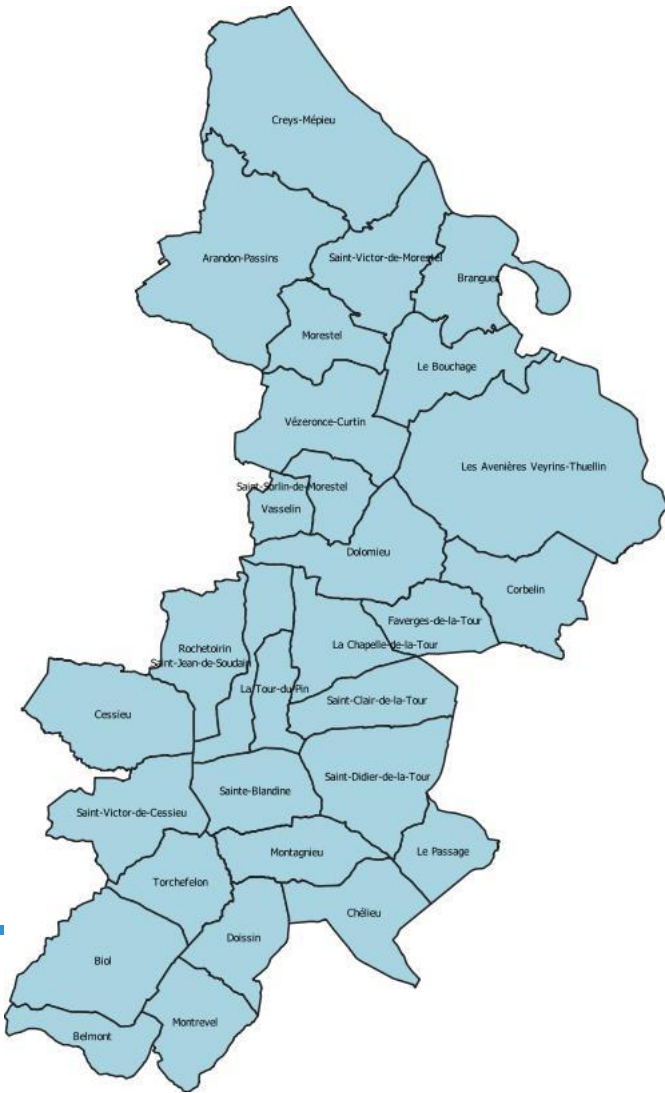 Creys-Mépieu
Arandon-Passins
Saint-Victor-de-Morestel
Brangues
Morestel
Le Bouchage
Vézeronce-Curtin
Les Avenières Veyrins-Thuellin
Saint-Sorlin-de-Morestel
Vasselin
Dolomieu
Corbelin
Faverges-de-la-Tour
La Chapelle-de-la-Tour
Rochetoirin
Saint-Jean-de-Soudain
La Tour-du-Pin
Saint-Clair-de-la-Tour
Cessieu
Saint-Didier-de-la-Tour
Sainte-Blandine
Saint-Victor-de-Cessieu
Montagnieu
Le Passage
Torchefelon
Chélieu
Doissin
Biol
Montrevel
Belmont